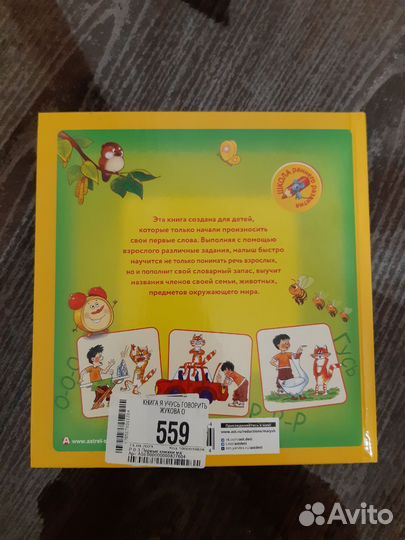 ШКОЛА раннего развития
Эта книга создана для детей,
которые только начали произносить
свои первые слова. Выполняя с помощью
взрослого различные задания, малыш быстро
научится не только понимать речь взрослых,
но и пополнит свой словарный запас, выучит
названия членов своей семьи, животных,
предметов окружающего мира.
О-О-О
ГУСЬ
Р-Р
КНИГА Я УЧУСЬ ГОВОРИТЬ
ЖУКОВА О
559
Присоединяйтесь к нам!
А
Avito